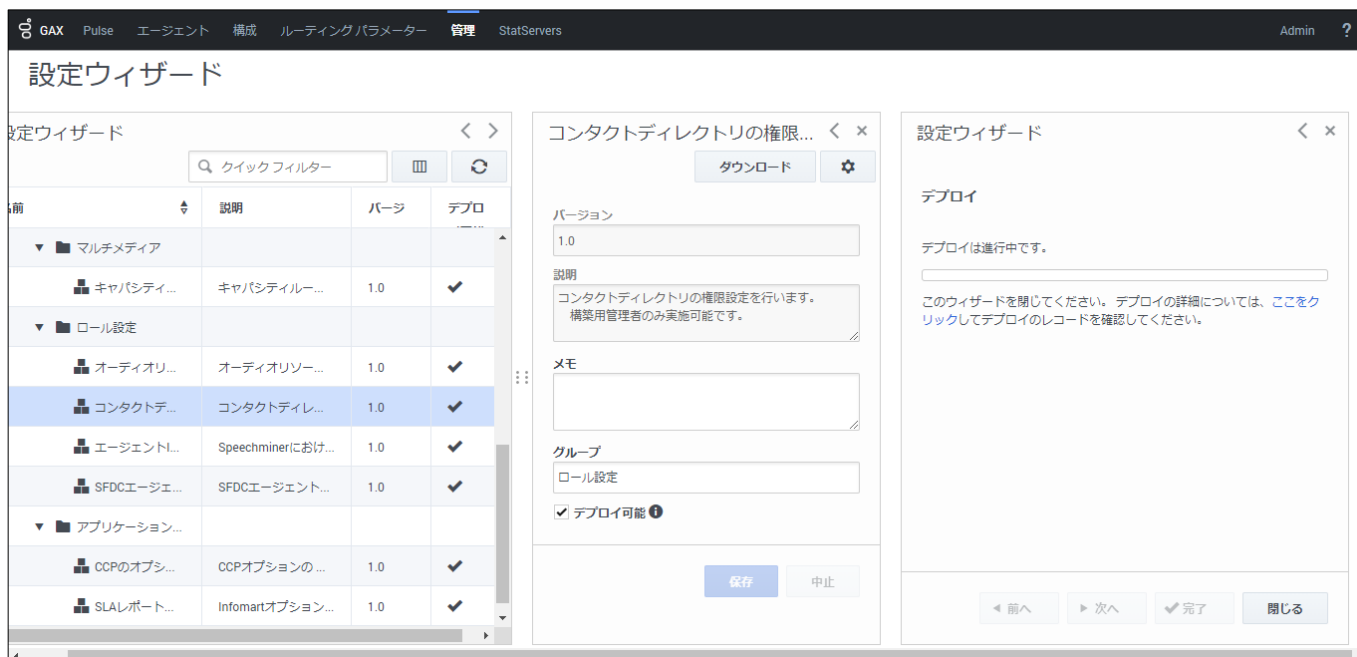 GAX Pulse エージェント 構成 ルーティング パラメーター 管理 StatServers Admin ?
設定ウィザード
設定ウィザード
クイック フィルター
名前 説明 バージ デプロ
マルチメディア
キャパシティ... キャパシティルー... 1.0
ロール設定
オーディオリ... オーディオリソー... 1.0
コンタクトデ... コンタクトディレ... 1.0
エージェントI... Speechminerにおけ... 1.0
SFDCエージェ... SFDCエージェント... 1.0
アプリケーション...
CCPのオプシ... CCPオプションの ... 1.0
SLAレポート... Infomartオプション... 1.0
コンタクトディレクトリの権限...
ダウンロード
バージョン
1.0
説明
コンタクトディレクトリの権限設定を行います。
構築用管理者のみ実施可能です。
メモ
グループ
ロール設定
デプロイ可能
保存 中止
設定ウィザード
デプロイ
デプロイは進行中です。
このウィザードを閉じてください。 デプロイの詳細については、ここをク
リックしてデプロイのレコードを確認してください。
前へ 次へ 完了 閉じる